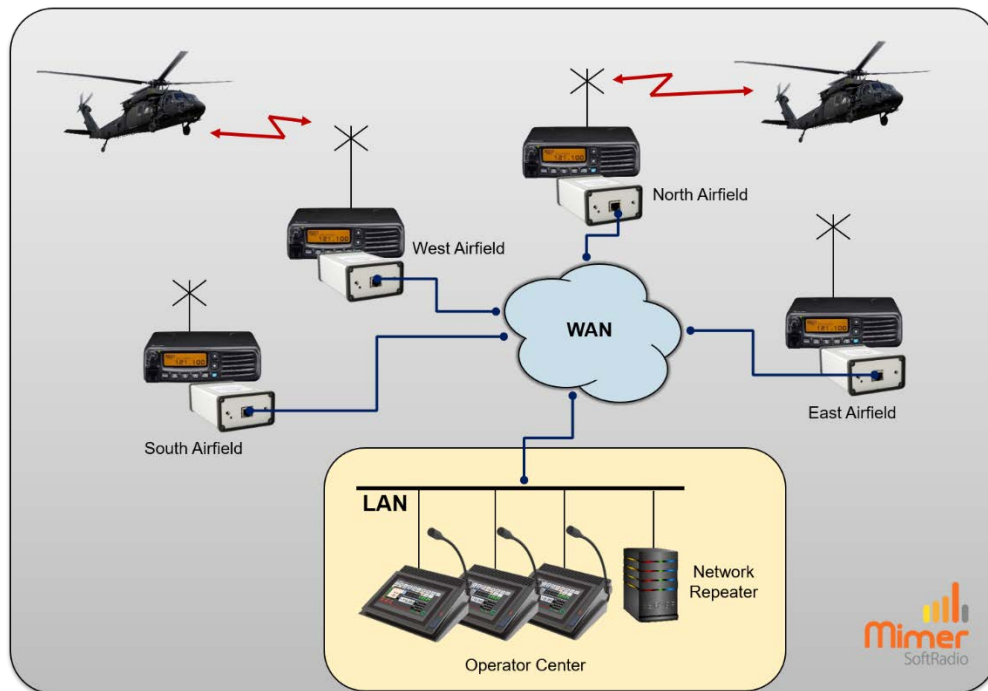 North Airfield
West Airfield
WAN
South Airfield
East Airfield
LAN
Network
Repeater
Operator Center
Mimer
SoftRadio